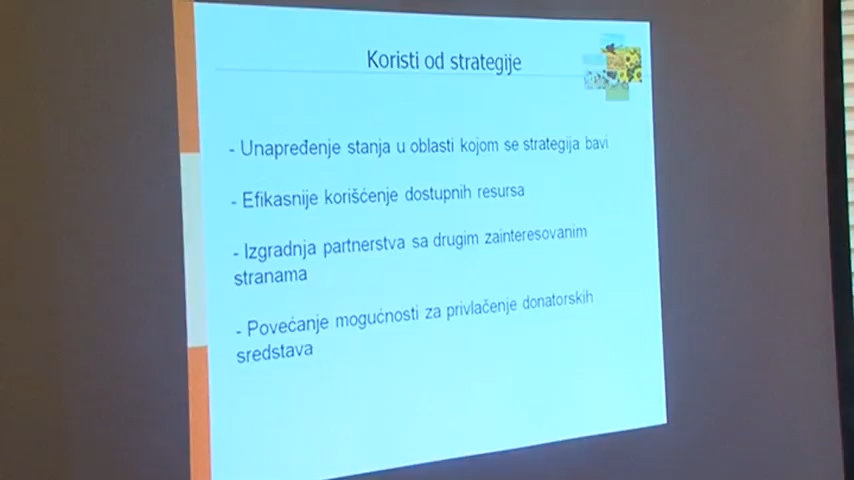 Koristi od strategije
- Unapređenje stanja u oblasti kojom se strategija bavi
- Efikasnije korišćenje dostupnih resursa
- Izgradnja partnerstva sa drugim zainteresovanim
stranama
- Povećanje mogućnosti za privlačenje donatorskih
sredstava